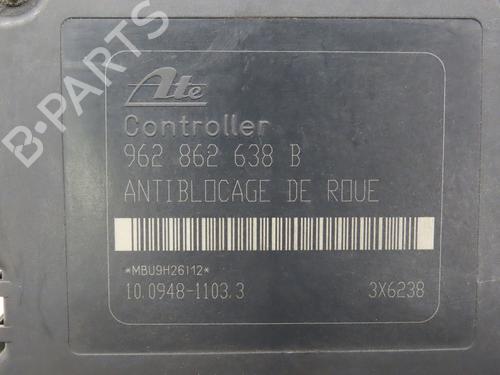 B-PARTS
Ate
Controller
962 862 638 B
ANTIBLOCAGE DE ROUE
*MBU9H26112*
10.0948-1103.3 3X6238